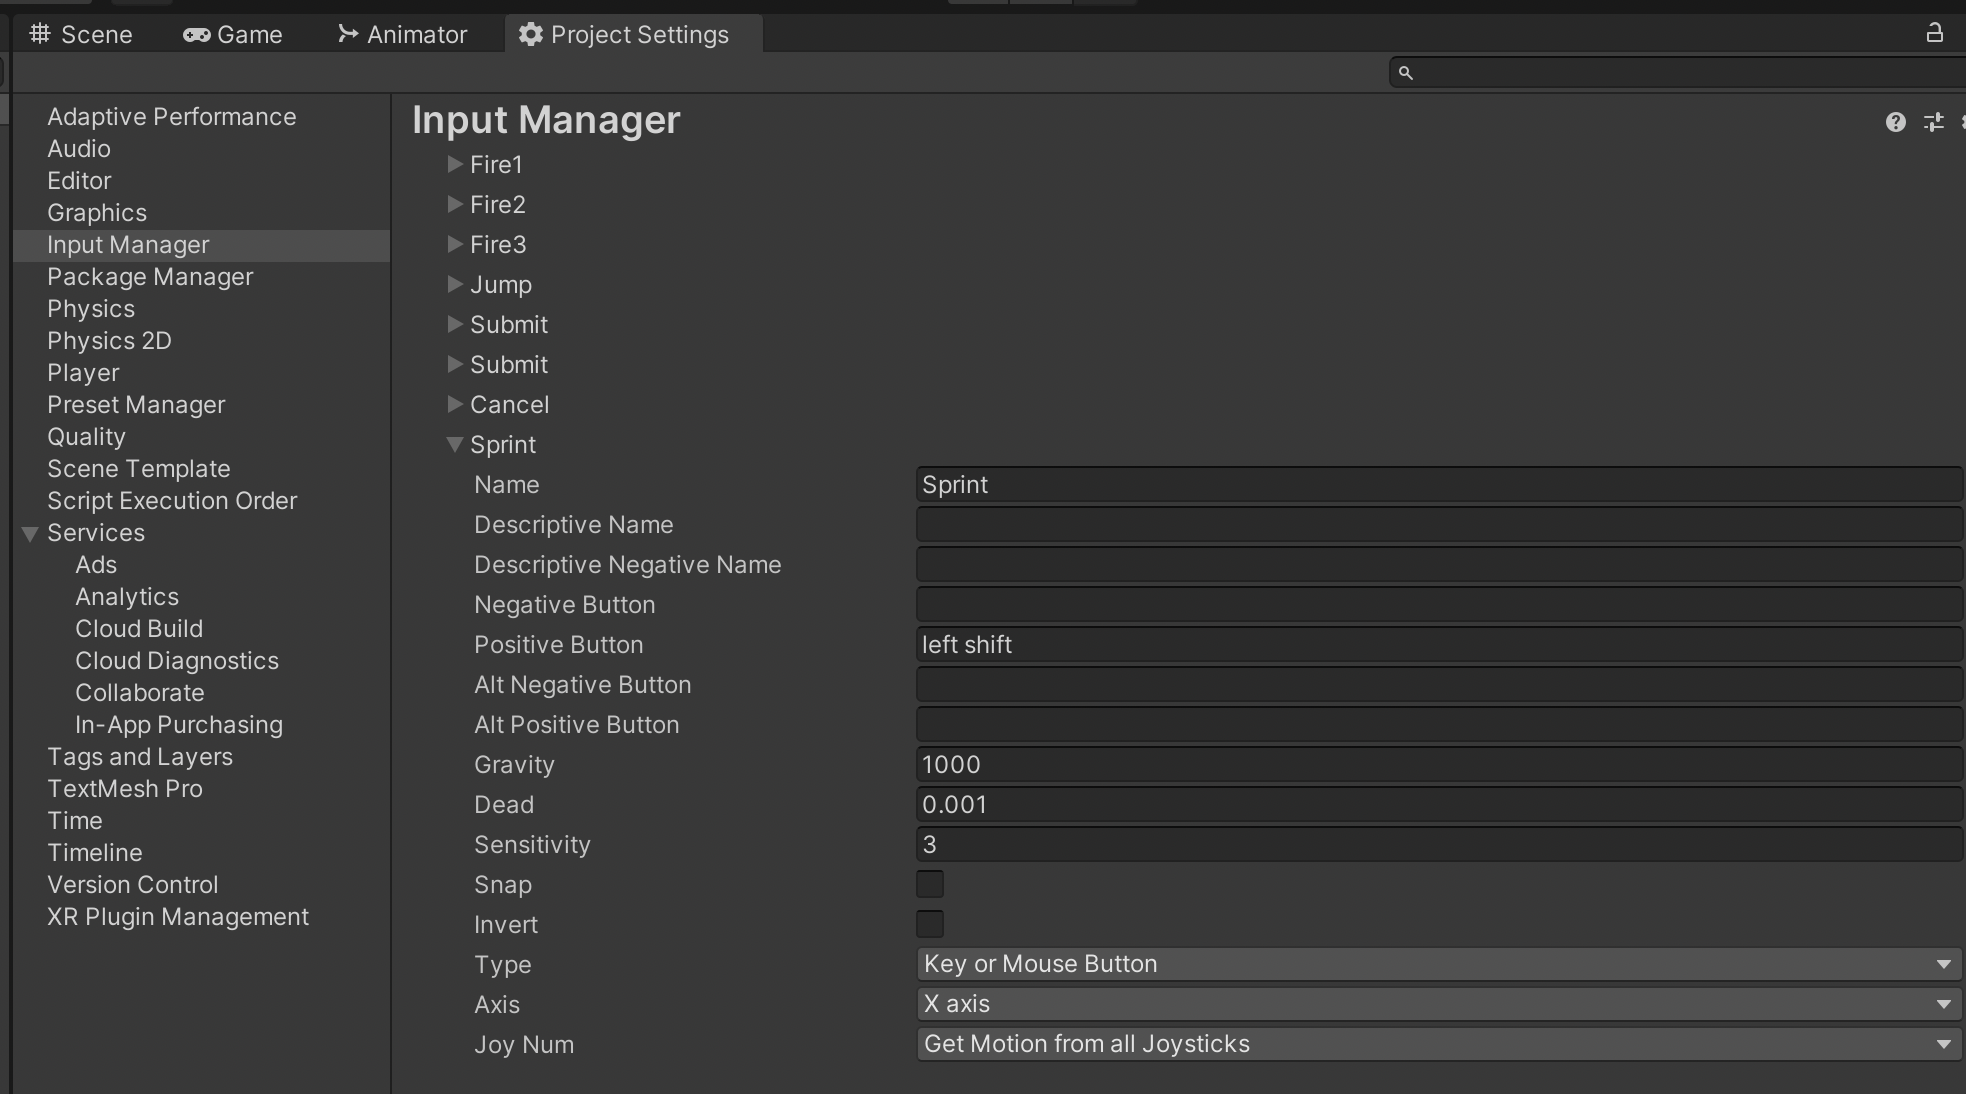 Scene Game Animator Project Settings
Adaptive Performance
Audio
Editor
Graphics
Input Manager
Package Manager
Physics
Physics 2D
Player
Preset Manager
Quality
Scene Template
Script Execution Order
Services
Ads
Analytics
Cloud Build
Cloud Diagnostics
Collaborate
In-App Purchasing
Tags and Layers
TextMesh Pro
Time
Timeline
Version Control
XR Plugin Management
Input Manager
Fire1
Fire2
Fire3
Jump
Submit
Submit
Cancel
Sprint
Name Sprint
Descriptive Name
Descriptive Negative Name
Negative Button
Positive Button left shift
Alt Negative Button
Alt Positive Button
Gravity 1000
Dead 0.001
Sensitivity 3
Snap
Invert
Type Key or Mouse Button
Axis X axis
Joy Num Get Motion from all Joysticks